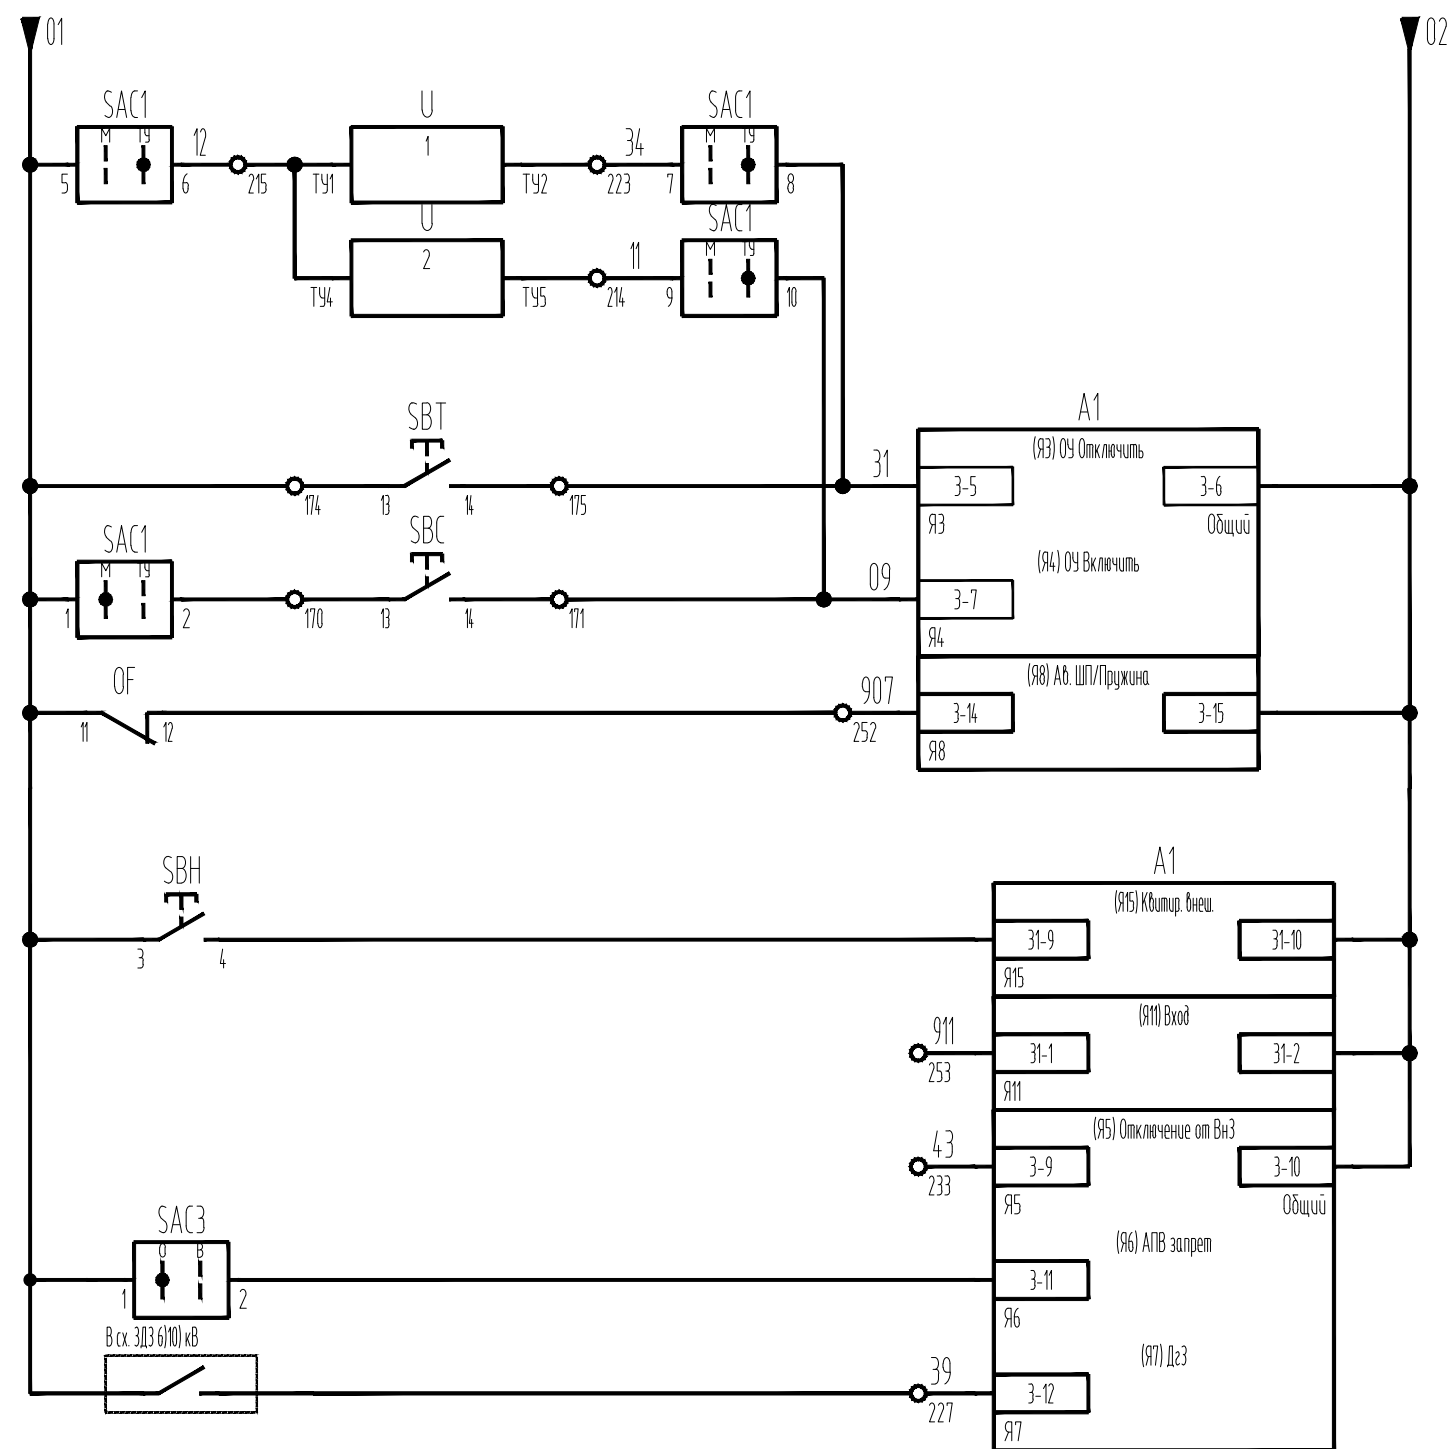 01 02
SAC1 U SAC1
М ТУ 12 1 34 М ТУ
5 6 215 ТУ1 ТУ2 223 7 8
U SAC1
2 11 М ТУ
ТУ4 ТУ5 214 9 10
A1
SBT (Я3) ОУ Отключить
31 3-5 3-6
174 13 14 175 Я3 Общий
SAC1 SBC
М ТУ (Я4) ОУ Включить
09 3-7
1 2 170 13 14 171 Я4
OF (Я8) Ав. ШП/Пружина
907 3-14 3-15
11 12 252 Я8
SBH A1
(Я15) Квитир. внеш.
31-9 31-10
3 4 Я15
(Я11) Вход
911 31-1 31-2
253 Я11
(Я5) Отключение от ВнЗ
43 3-9 3-10
233 Я5 Общий
SAC3
О В (Я6) АПВ запрет
3-11
1 2 Я6
В сх. ЗДЗ 6)10) кВ
(Я7) ДгЗ
39 3-12
227 Я7